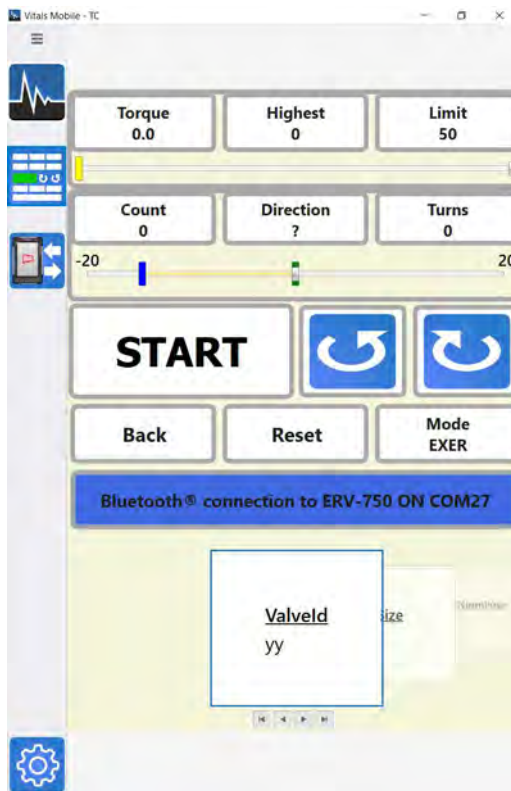 Vitals Mobile - TC
Torque
0.0
Highest
0
Limit
50
Count
0
Direction
?
Turns
0
-20
20
START
Back
Reset
Mode
EXER
Bluetooth® connection to ERV-750 ON COM27
ValveId
yy
size